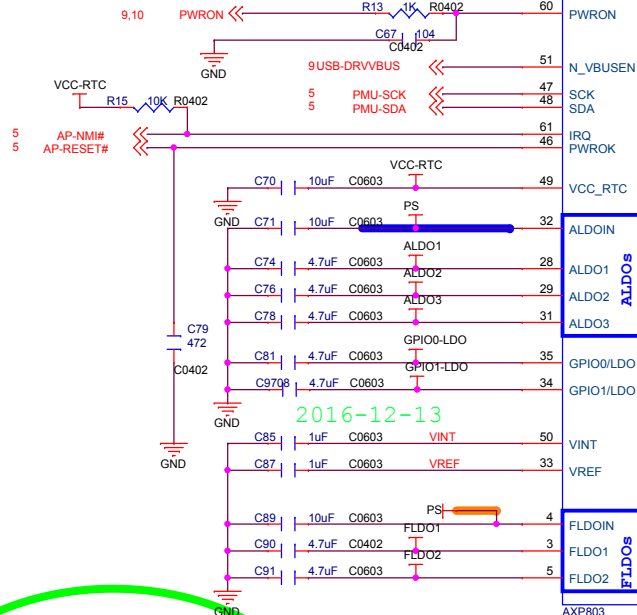 9,10 PWRON R13 1K R0402 60 PWRON
C67 104
C0402
GND
9 USB-DRVVBUS 51 N_VBUSEN
5 PMU-SCK 47 SCK
5 PMU-SDA 48 SDA
VCC-RTC
R15 10K R0402
5 AP-NMI# 61 IRQ
5 AP-RESET# 46 PWROK
VCC-RTC
C70 10uF C0603 49 VCC_RTC
GND
PS
C71 10uF C0603 32 ALDOIN
ALDO1
C74 4.7uF C0603 28 ALDO1
ALDO2
C76 4.7uF C0603 29 ALDO2
ALDO3
C78 4.7uF C0603 31 ALDO3
ALDOs
C79
472
C0402
GND
GPIO0-LDO
C81 4.7uF C0603 35 GPIO0/LDO
GPIO1-LDO
C9708 4.7uF C0603 34 GPIO1/LDO
GND
2016-12-13
C85 1uF C0603 VINT 50 VINT
C87 1uF C0603 VREF 33 VREF
PS
C89 10uF C0603 4 FLDOIN
FLDO1
C90 4.7uF C0402 3 FLDO1
FLDO2
C91 4.7uF C0603 5 FLDO2
FLDOs
GND
AXP803